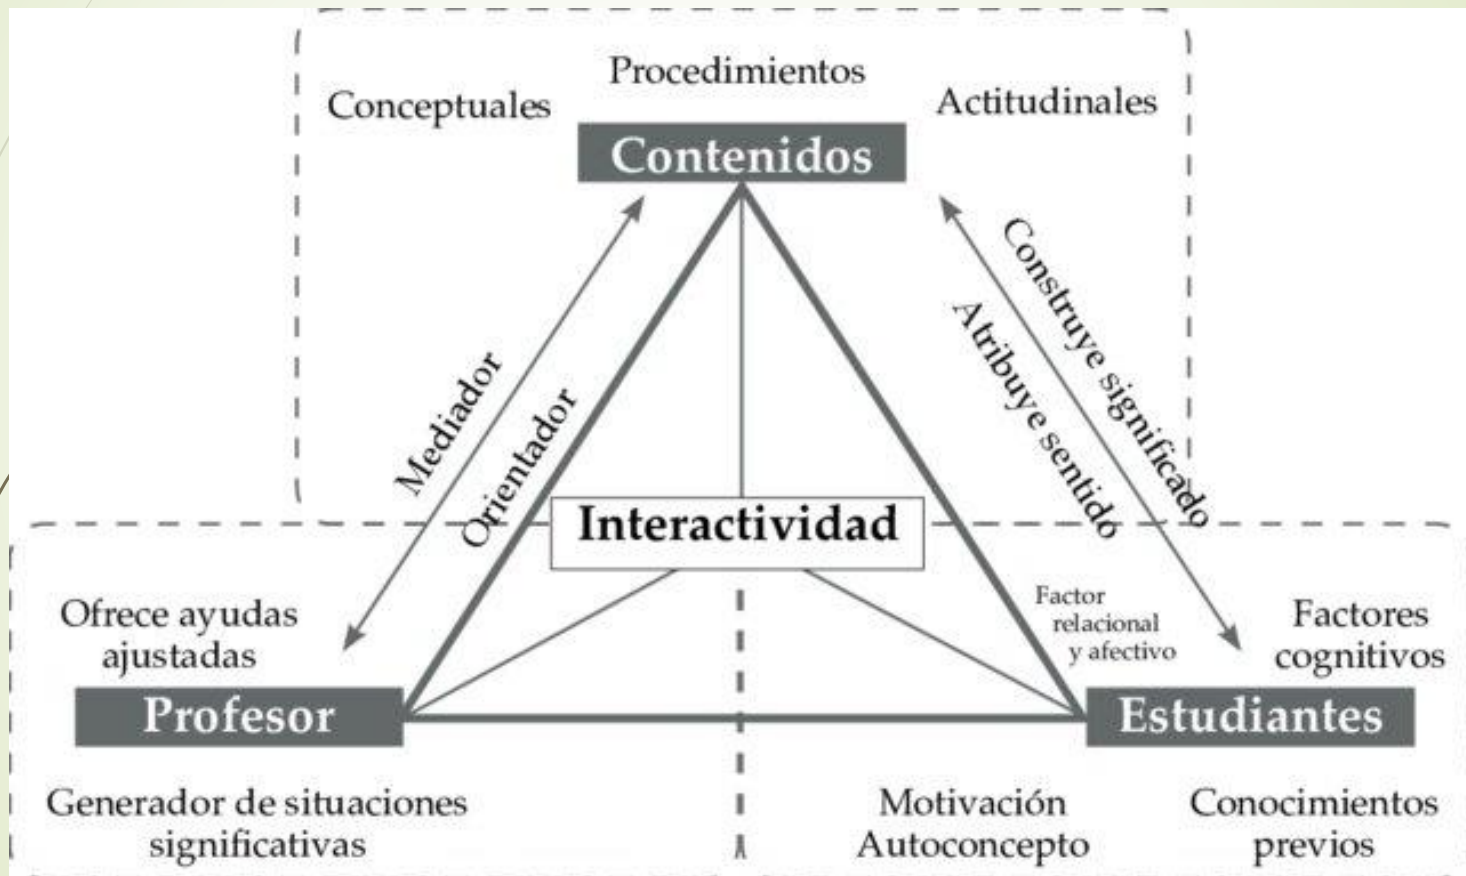 Procedimientos
Conceptuales
Actitudinales
Contenidos
Mediador
Orientador
Construye significado
Atribuye sentido
Interactividad
Ofrece ayudas
ajustadas
Profesor
Generador de situaciones
significativas
Factor
relacional
y afectivo
Factores
cognitivos
Estudiantes
Motivación
Autoconcepto
Conocimientos
previos